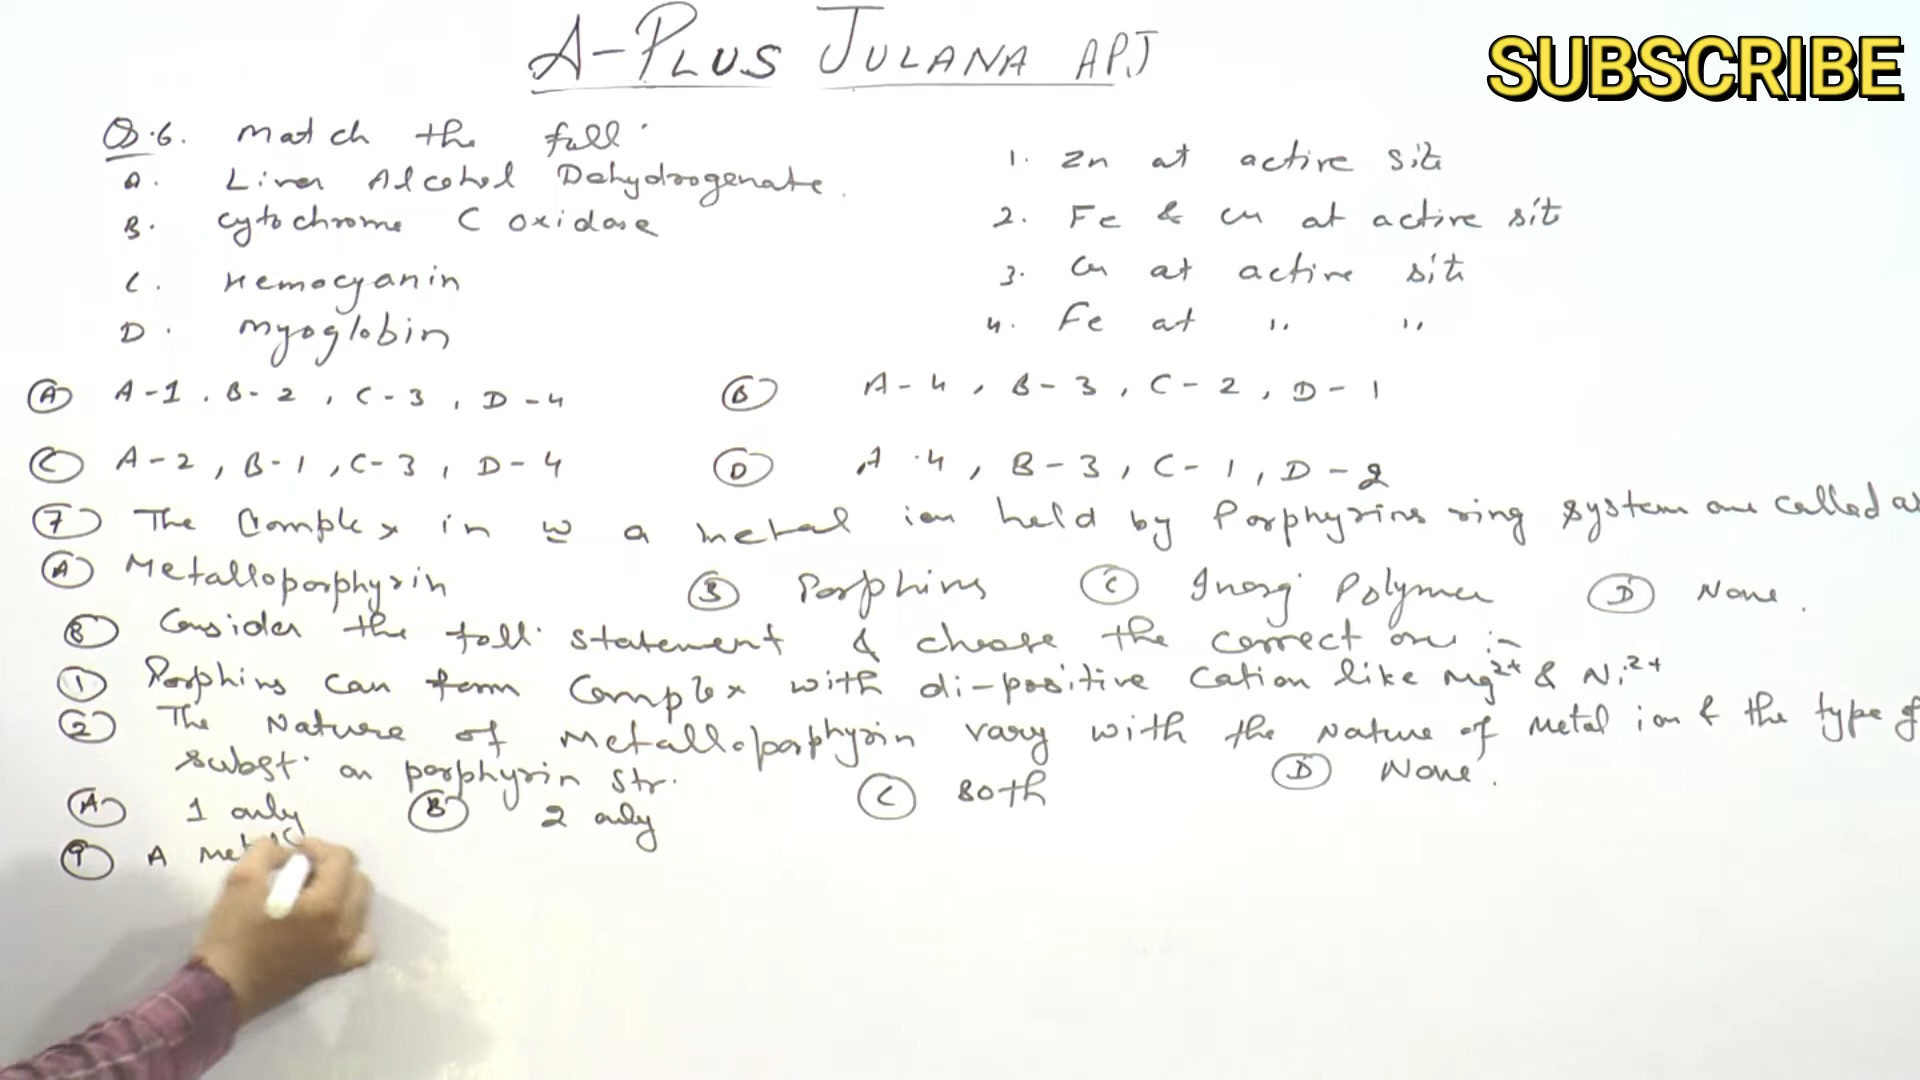 A-PLUS JULANA APJ
SUBSCRIBE
Q.6. Match the foll.
A. Liver Alcohol Dehydrogenate.
B. Cytochrome C oxidase
C. Hemocyanin
D. myoglobin
1. Zn at active sit
2. Fe & Cu at active sit
3. Cu at active sit
4. Fe at ,, ,,
(A) A-1, B-2, C-3, D-4
(B) A-4, B-3, C-2, D-1
(C) A-2, B-1, C-3, D-4
(D) A-4, B-3, C-1, D-2
(7) The Complex in w a metal ion held by Porphyrins ring system are called as
(A) Metalloporphyrin (B) Porphins (C) Inorg Polymer (D) None.
(8) Consider the foll. statement & choose the correct one :-
(1) Porphins can form Complex with di-positive cation like Mg2+ & Ni2+
(2) The Nature of metalloporphyrin vary with the nature of metal ion & the type of
subst. on porphyrin str.
(A) 1 only (B) 2 only (C) Both (D) None.
(9) A